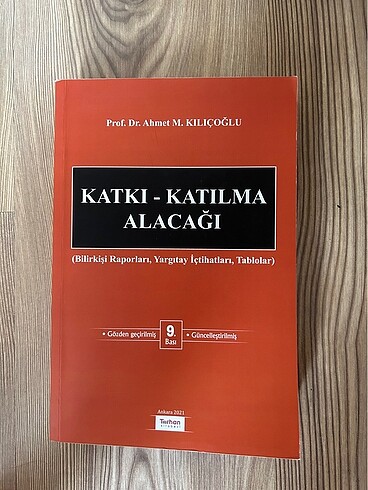 Prof. Dr. Ahmet M. KILIÇOĞLU
KATKI - KATILMA
ALACAĞI
(Bilirkişi Raporları, Yargıtay İçtihatları, Tablolar)
• Gözden geçirilmiş 9. Bası • Güncelleştirilmiş
Ankara 2021
Turhan
Kitabevi